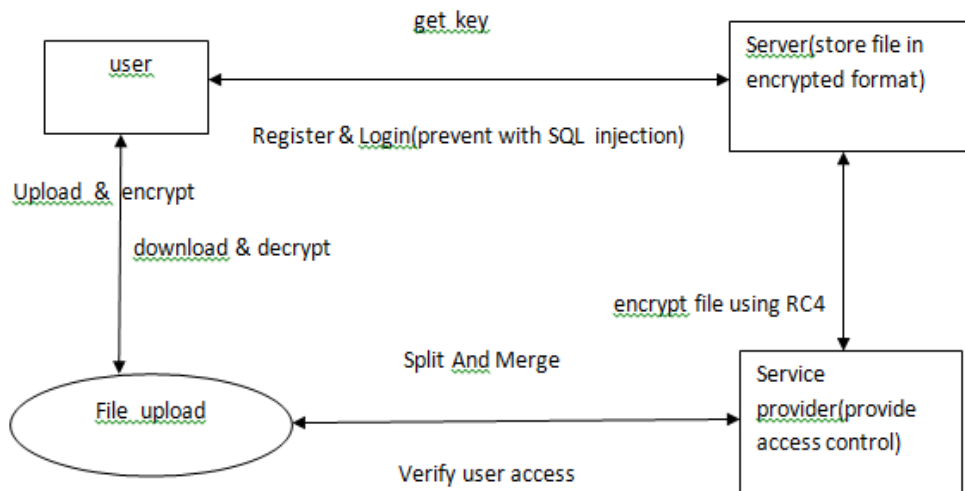 get key
user
Server(store file in
encrypted format)
Register & Login(prevent with SQL injection)
Upload & encrypt
download & decrypt
encrypt file using RC4
Split And Merge
File upload
Service
provider(provide
access control)
Verify user access